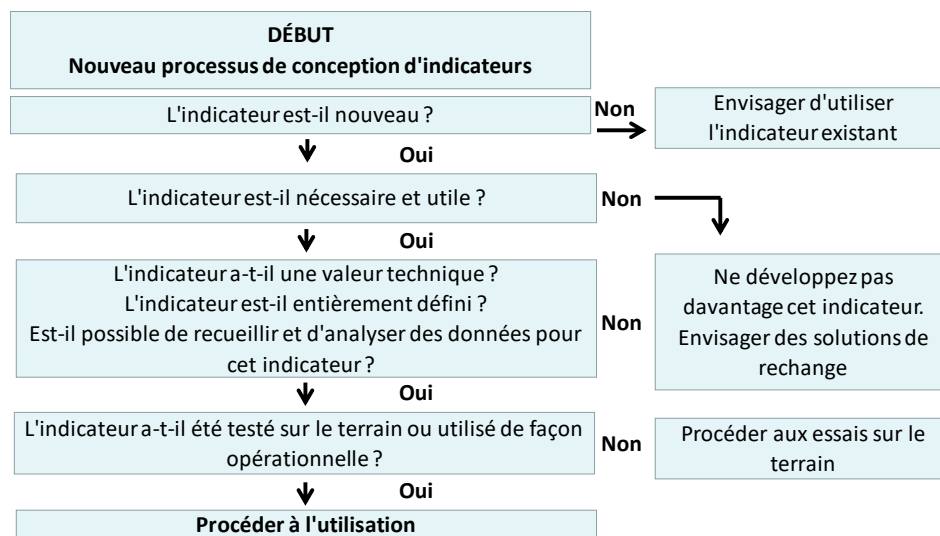 DÉBUT
Nouveau processus de conception d'indicateurs
L'indicateur est-il nouveau ?
Non
Envisager d'utiliser
l'indicateur existant
Oui
L'indicateur est-il nécessaire et utile ?
Non
Oui
L'indicateur a-t-il une valeur technique ?
L'indicateur est-il entièrement défini ?
Est-il possible de recueillir et d'analyser des données pour
cet indicateur ?
Non
Ne développez pas
davantage cet indicateur.
Envisager des solutions de
rechange
Oui
L'indicateur a-t-il été testé sur le terrain ou utilisé de façon
opérationnelle ?
Non
Procéder aux essais sur le
terrain
Oui
Procéder à l'utilisation